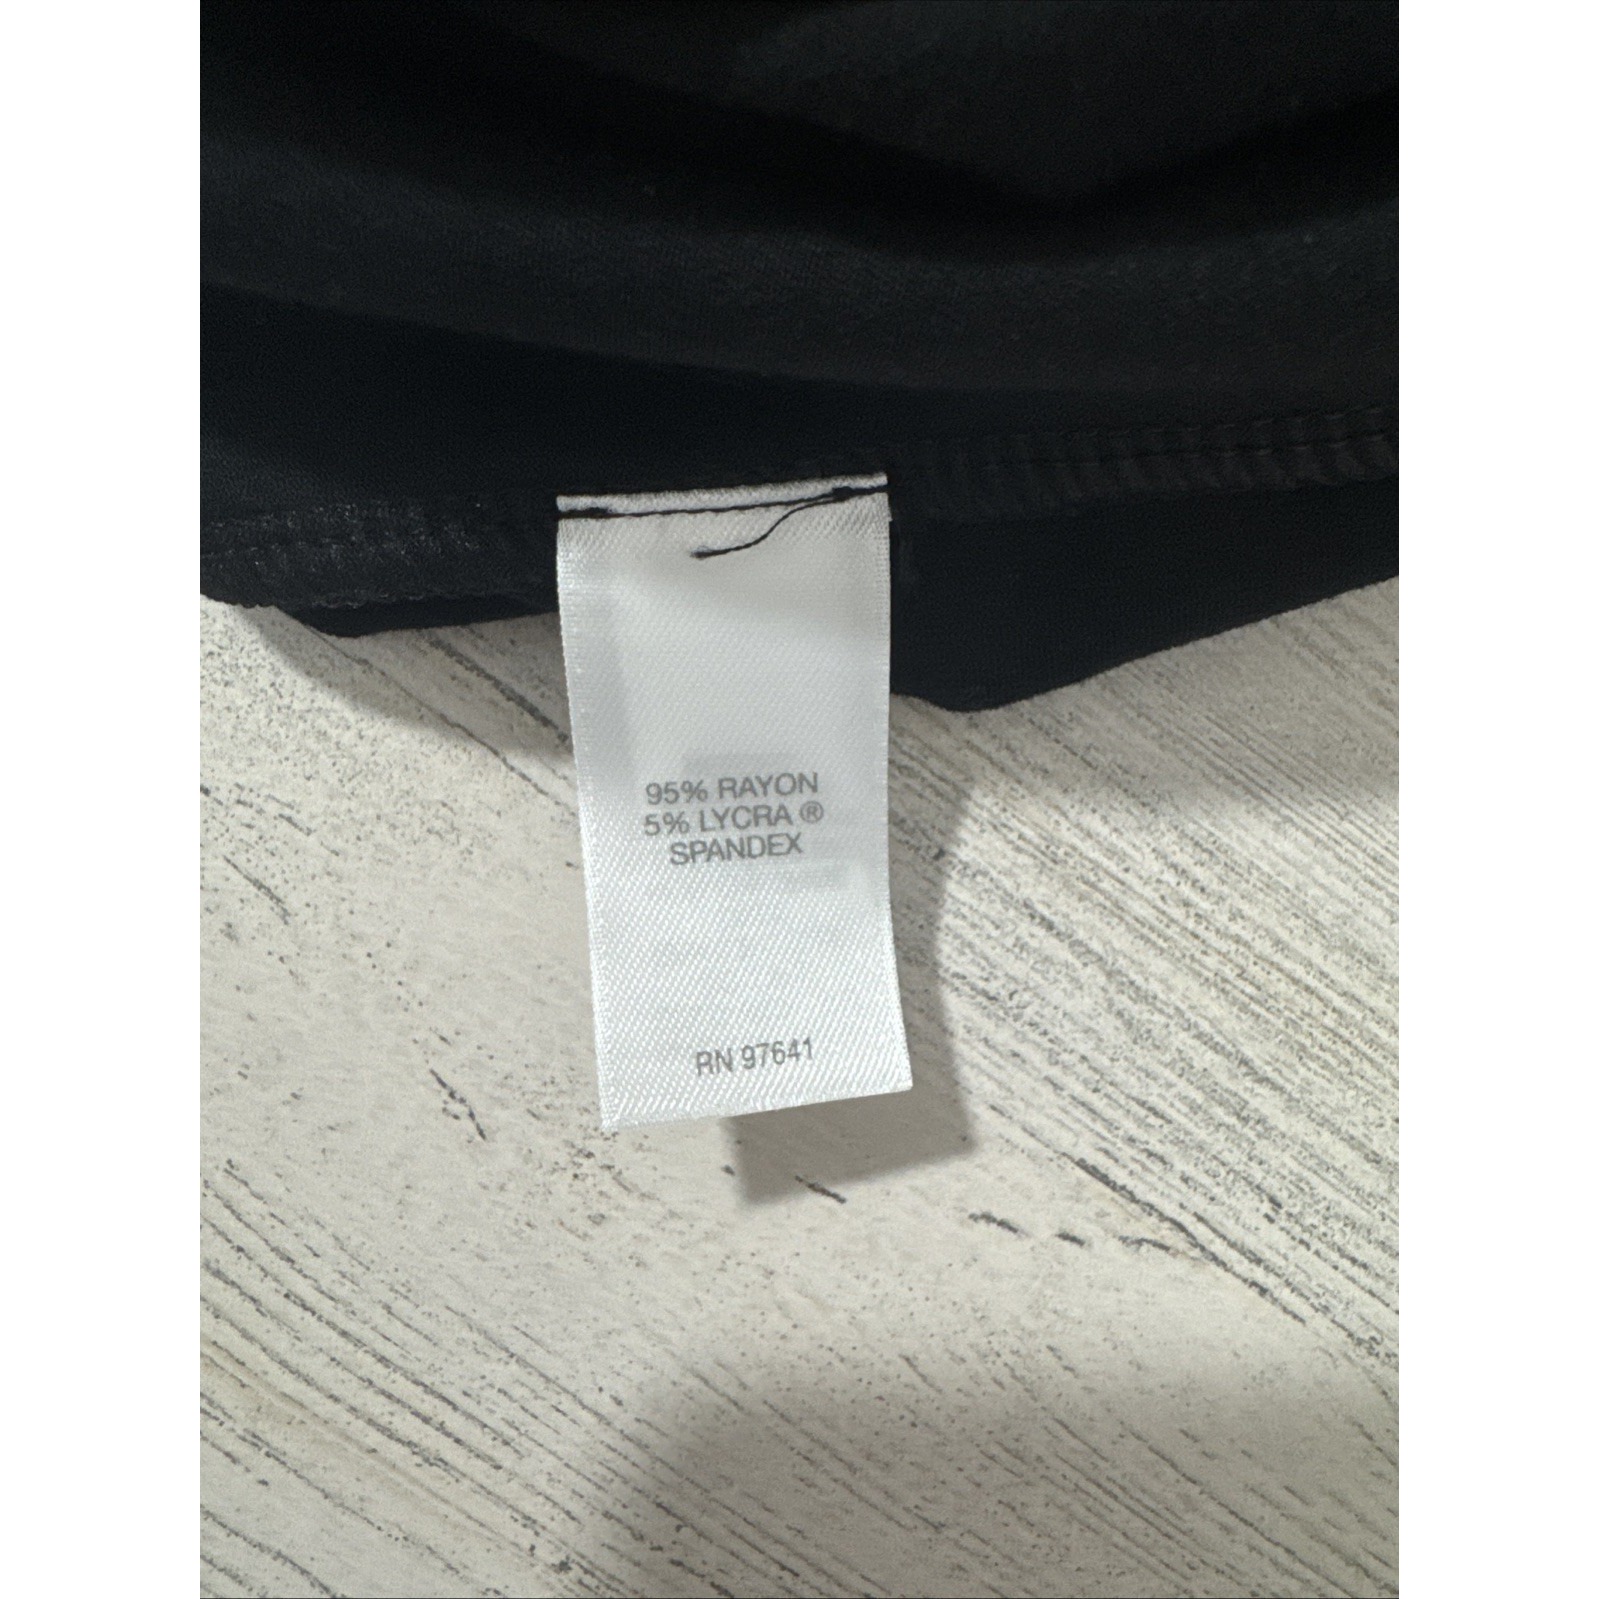 95% RAYON
5% LYCRA ®
SPANDEX
RN 97641